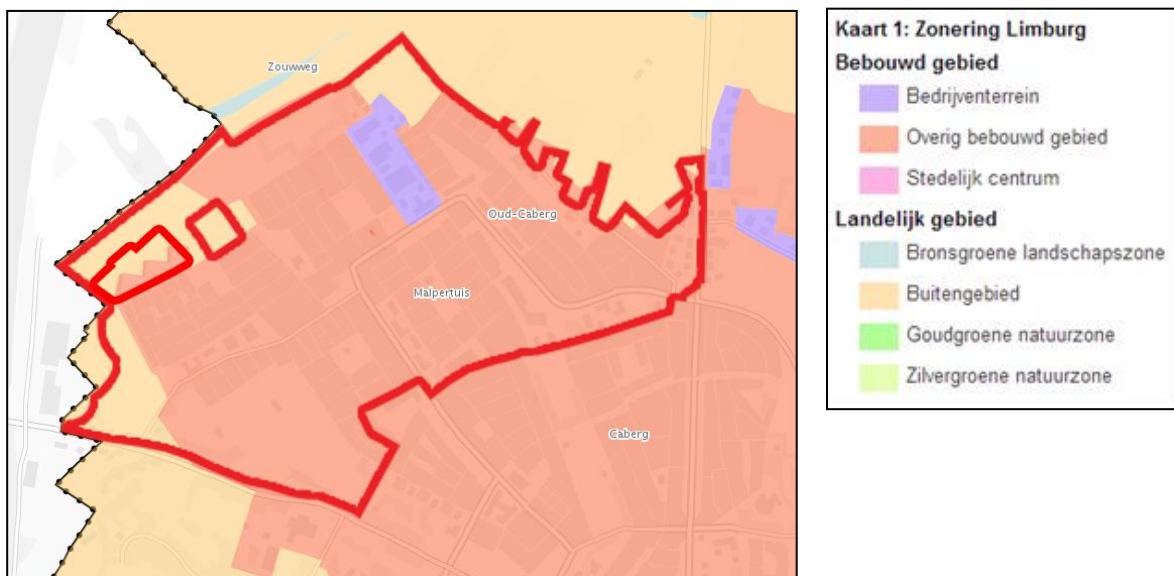 Zouwweg
Oud-Caberg
Malpertuis
Caberg
Kaart 1: Zonering Limburg
Bebouwd gebied
Bedrijventerrein
Overig bebouwd gebied
Stedelijk centrum
Landelijk gebied
Bronsgroene landschapszone
Buitengebied
Goudgroene natuurzone
Zilvergroene natuurzone